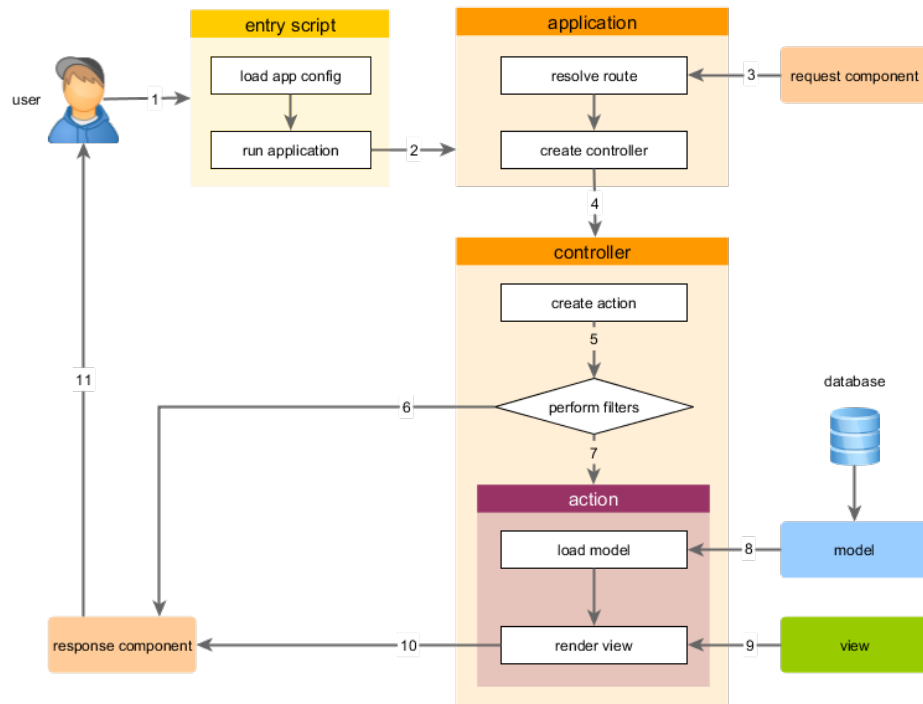 entry script
application
load app config
resolve route
3
request component
user
1
run application
2
create controller
4
controller
create action
5
11
6
perform filters
database
7
action
load model
8
model
response component
10
render view
9
view